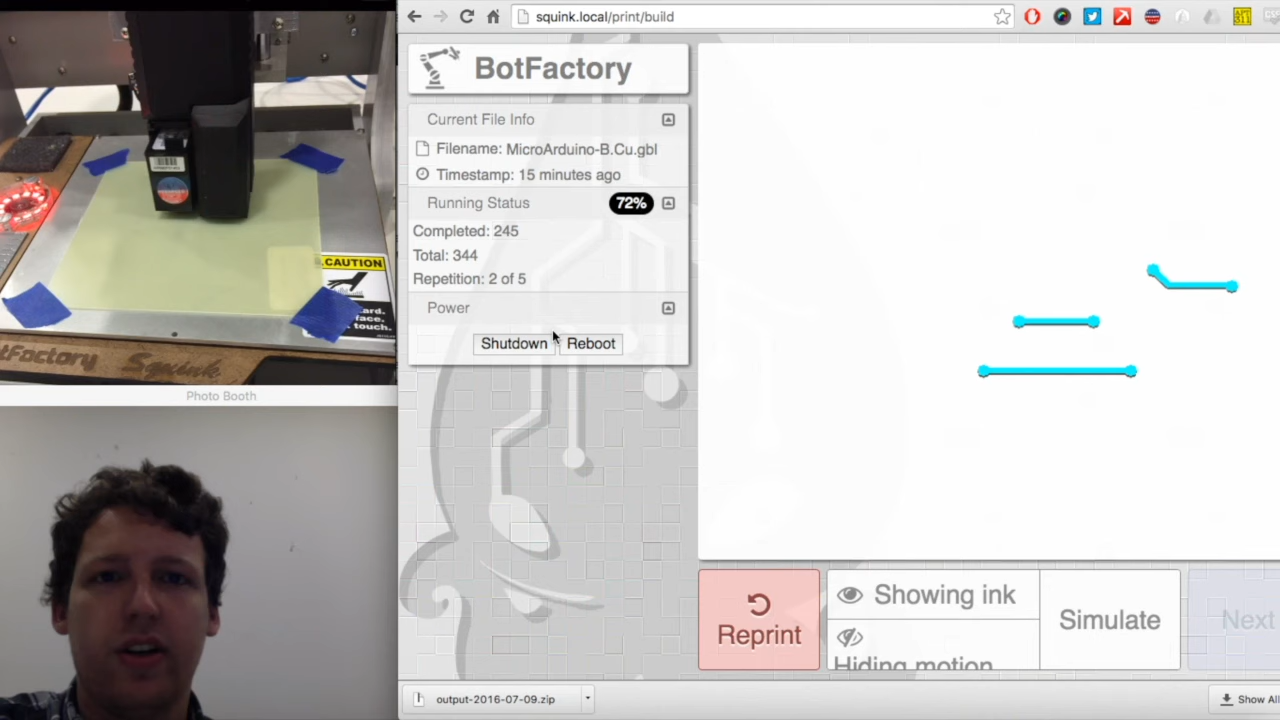 squink.local/print/build
BotFactory
Current File Info
Filename: MicroArduino-B.Cu.gbl
Timestamp: 15 minutes ago
Running Status 72%
Completed: 245
Total: 344
Repetition: 2 of 5
Power
Shutdown Reboot
CAUTION
touch.
BotFactory Squink
Photo Booth
Reprint
Showing ink
Hiding motion
Simulate
Next
output-2016-07-09.zip
Show All